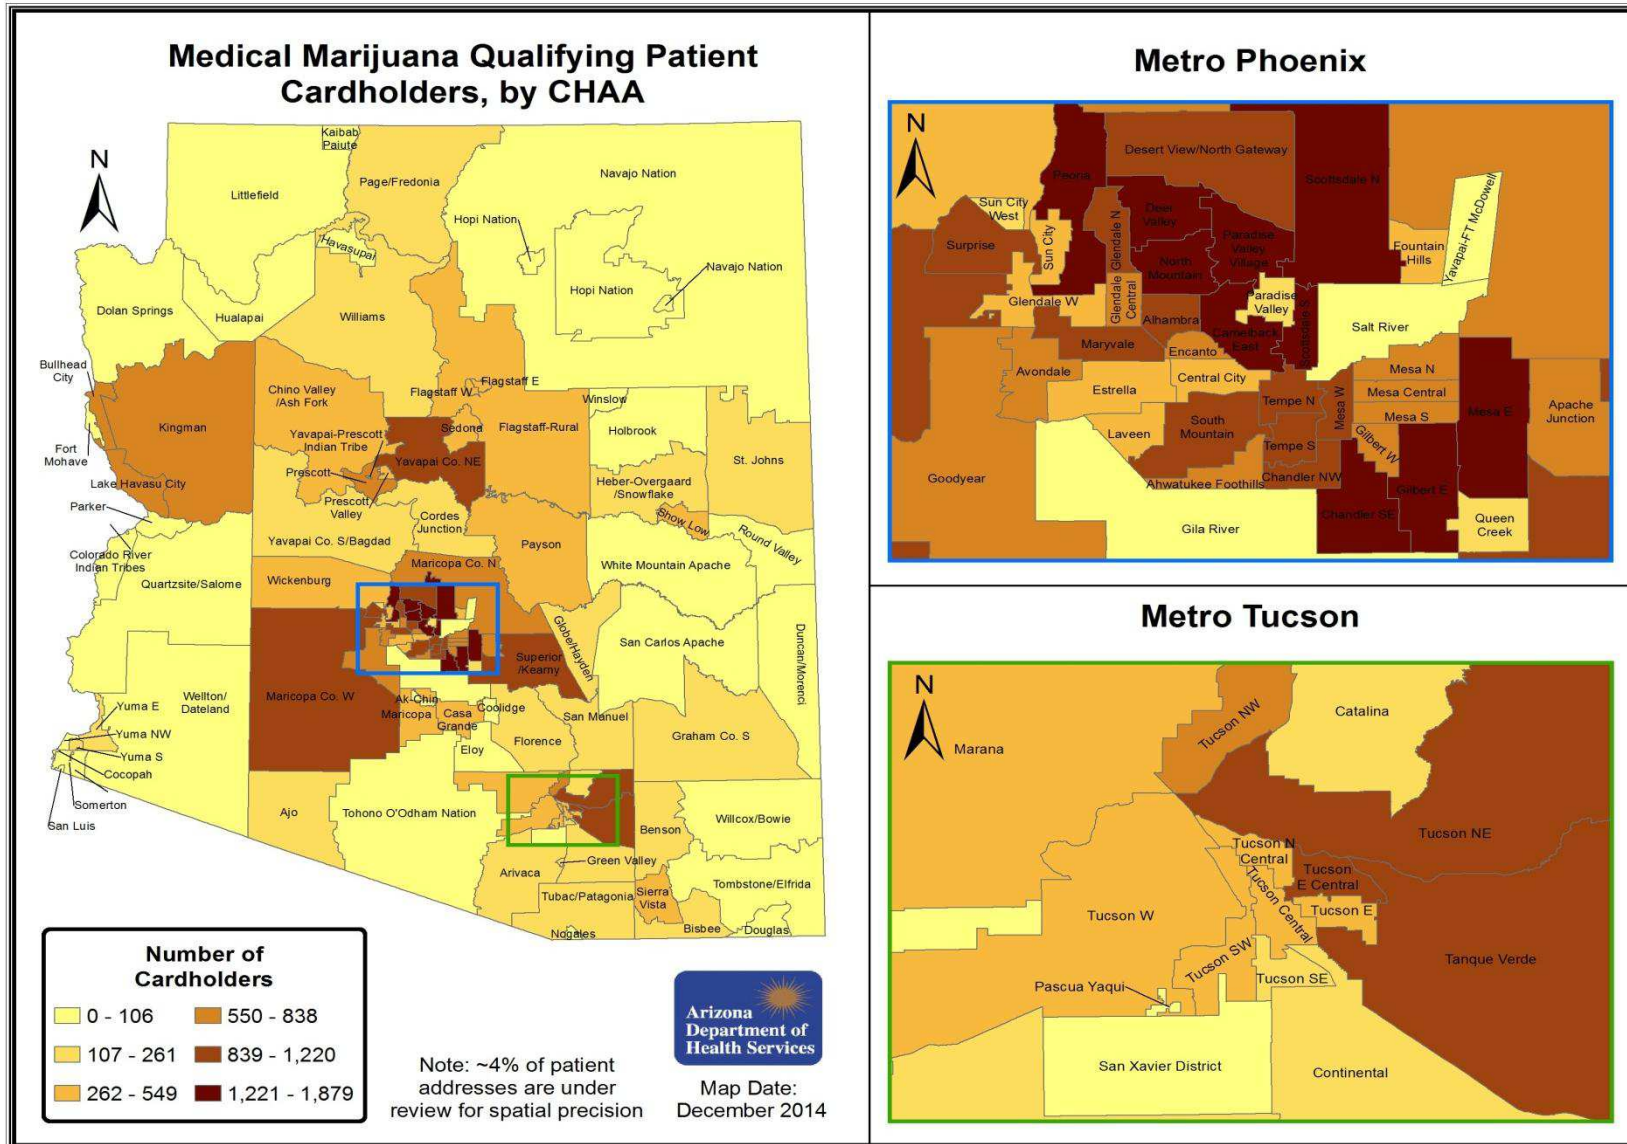 Medical Marijuana Qualifying Patient
Cardholders, by CHAA
N
Kaibab
Paiute
Page/Fredonia
Navajo Nation
Littlefield
Hopi Nation
Havasupai
Navajo Nation
Hopi Nation
Dolan Springs
Hualapai
Williams
Bullhead
City
Flagstaff E
Flagstaff W
Chino Valley
/Ash Fork
Winslow
Kingman
Sedona
Flagstaff-Rural
Holbrook
Yavapai-Prescott
Indian Tribe
Fort
Mohave
Yavapai Co. NE
St. Johns
Prescott
Lake Havasu City
Heber-Overgaard
/Snowflake
Prescott
Valley
Parker
Cordes
Junction
Show Low
Round Valley
Yavapai Co. S/Bagdad
Payson
Colorado River
Indian Tribes
Maricopa Co. N
White Mountain Apache
Quartzsite/Salome
Wickenburg
Globe/Hayden
San Carlos Apache
Duncan/Morenci
Superior
/Kearny
Wellton/
Dateland
Maricopa Co. W
Ak-Chin
Maricopa
Casa
Grande
Coolidge
San Manuel
Yuma E
Yuma NW
Yuma S
Cocopah
Somerton
San Luis
Eloy
Florence
Graham Co. S
Ajo
Tohono O'Odham Nation
Willcox/Bowie
Benson
Green Valley
Arivaca
Tubac/Patagonia
Sierra
Vista
Tombstone/Elfrida
Nogales
Bisbee
Douglas
Number of
Cardholders
0 - 106
550 - 838
107 - 261
839 - 1,220
262 - 549
1,221 - 1,879
Note: ~4% of patient
addresses are under
review for spatial precision
Arizona
Department of
Health Services
Map Date:
December 2014
Metro Phoenix
N
Desert View/North Gateway
Peoria
Scottsdale N
Sun City
West
Deer
Valley
Yavapai-FT McDowell
Surprise
Sun City
Glendale N
Paradise
Valley
Village
Fountain
Hills
North
Mountain
Glendale W
Glendale
Central
Paradise
Valley
Alhambra
Camelback
East
Scottsdale S
Salt River
Maryvale
Encanto
Avondale
Central City
Mesa N
Estrella
Mesa Central
Tempe N
Mesa W
Mesa E
Apache
Junction
Mesa S
South
Mountain
Laveen
Tempe S
Gilbert W
Goodyear
Ahwatukee Foothills
Chandler NW
Gilbert E
Chandler SE
Queen
Creek
Gila River
Metro Tucson
N
Tucson NW
Catalina
Marana
Tucson NE
Tucson N
Central
Tucson
E Central
Tucson Central
Tucson E
Tucson W
Tucson SW
Tanque Verde
Tucson SE
Pascua Yaqui
San Xavier District
Continental